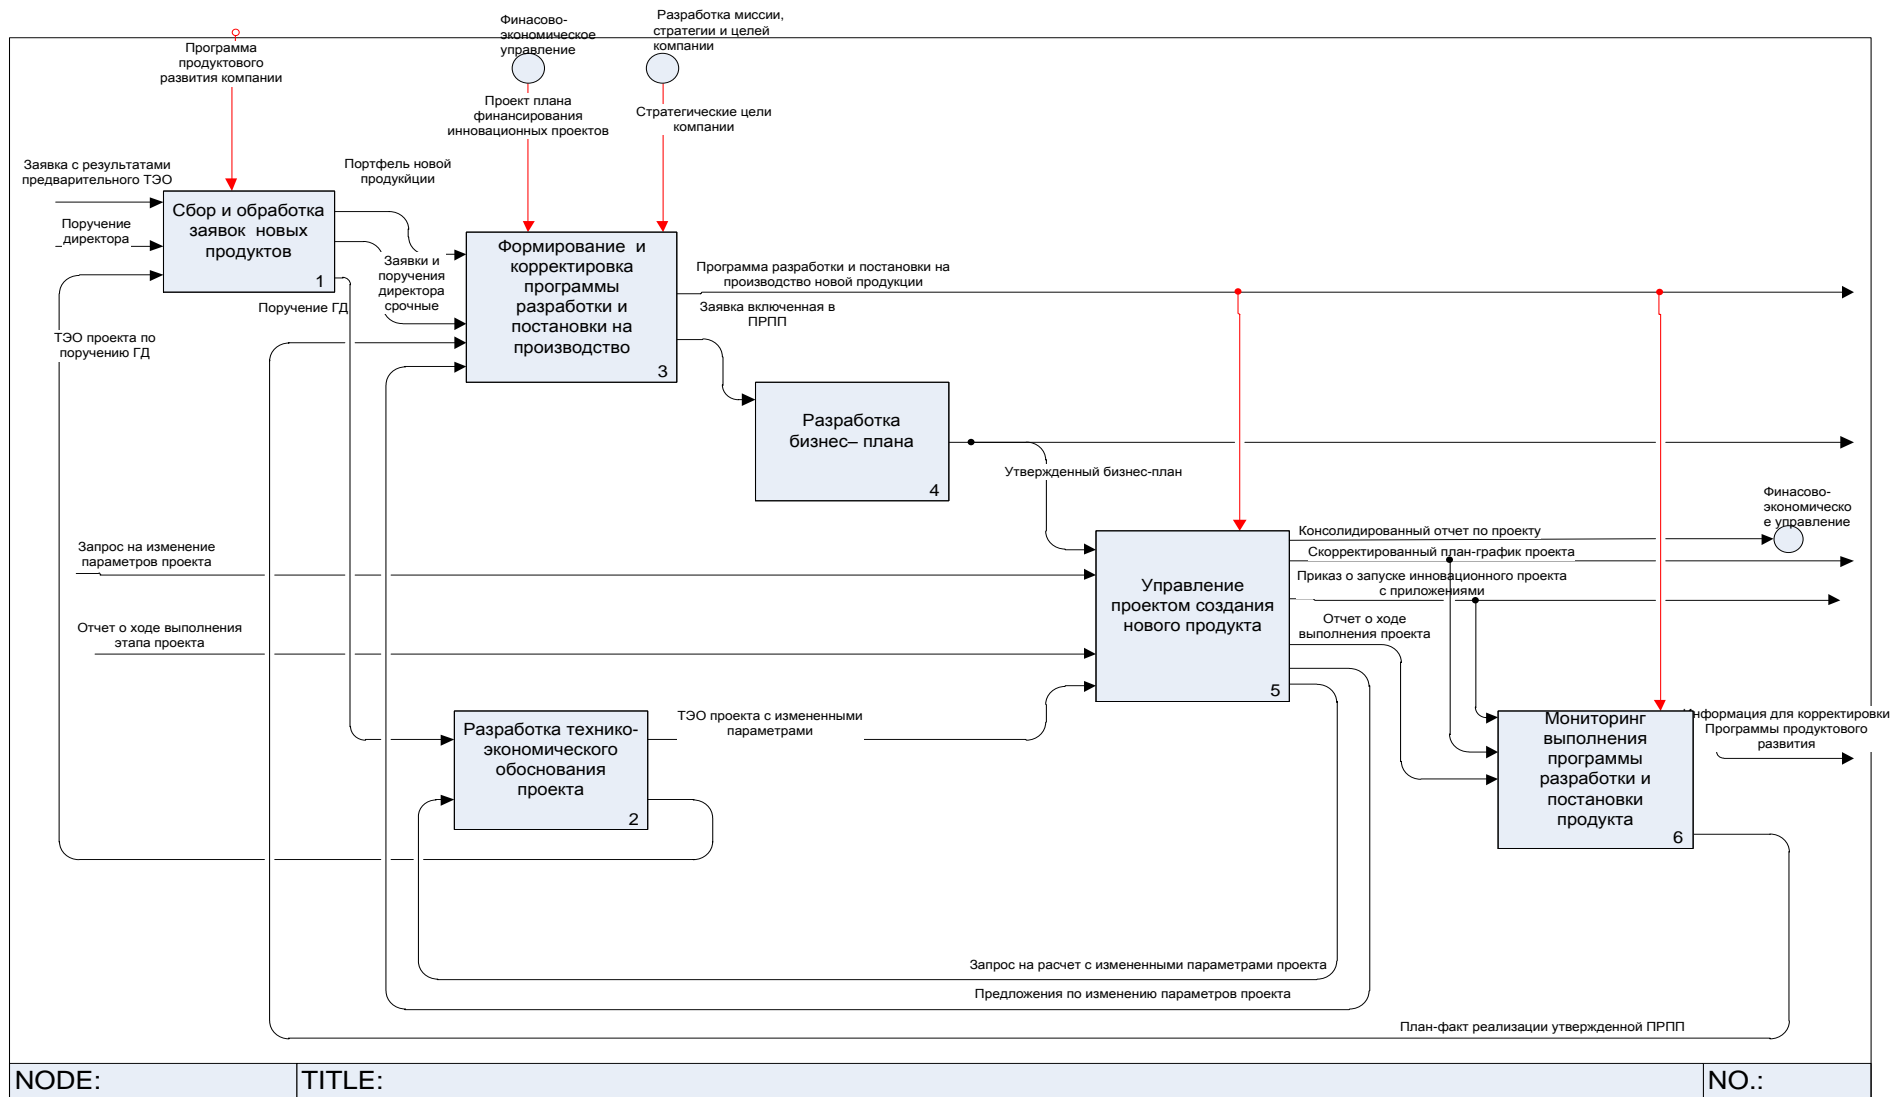 Финасово-
экономическое
управление
Разработка миссии,
стратегии и целей
компании
Программа
продуктового
развития компании
Проект плана
финансирования
инновационных проектов
Стратегические цели
компании
Заявка с результатами
предварительного ТЭО
Портфель новой
продукйции
Поручение
директора
Сбор и обработка
заявок новых
продуктов
1
Заявки и
поручения
директора
срочные
Поручение ГД
ТЭО проекта по
поручению ГД
Формирование и
корректировка
программы
разработки и
постановки на
производство
3
Программа разработки и постановки на
производство новой продукции
Заявка включенная в
ПРПП
Разработка
бизнес– плана
4
Утвержденный бизнес-план
Финасово-
экономическо
е управление
Запрос на изменение
параметров проекта
Отчет о ходе выполнения
этапа проекта
Управление
проектом создания
нового продукта
5
Консолидированный отчет по проекту
Скорректированный план-график проекта
Приказ о запуске инновационного проекта
с приложениями
Отчет о ходе
выполнения проекта
Разработка технико-
экономического
обоснования
проекта
2
ТЭО проекта с измененными
параметрами
Мониторинг
выполнения
программы
разработки и
постановки
продукта
6
Информация для корректировки
Программы продуктового
развития
Запрос на расчет с измененными параметрами проекта
Предложения по изменению параметров проекта
План-факт реализации утвержденной ПРПП
NODE:
TITLE:
NO.: